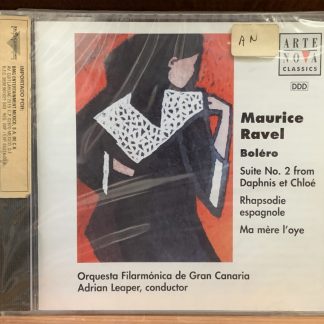 AN
ARTE
NOVA
CLASSICS
DDD
IMPORTADO POR:
Maurice
Ravel
Boléro
Suite No. 2 from
Daphnis et Chloé
Rhapsodie
espagnole
Ma mère l'oye
Orquesta Filarmónica de Gran Canaria
Adrian Leaper, conductor